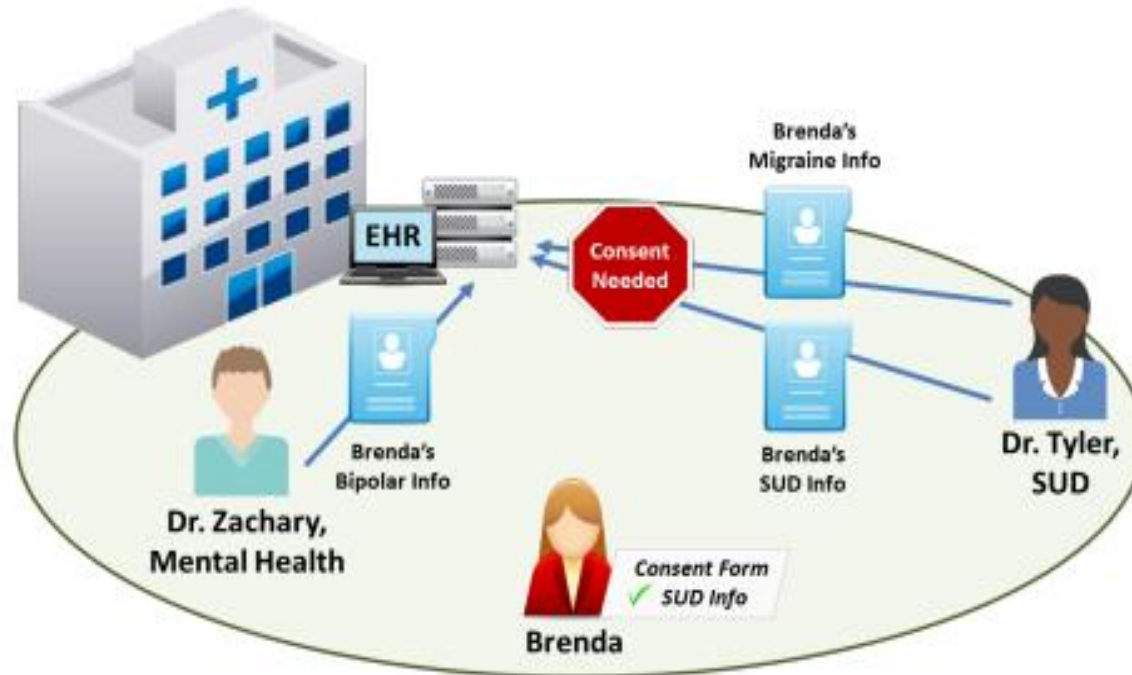 Brenda's
Migraine Info
EHR
Consent
Needed
Brenda's
Bipolar Info
Brenda's
SUD Info
Dr. Tyler,
SUD
Dr. Zachary,
Mental Health
Consent Form
✓ SUD Info
Brenda